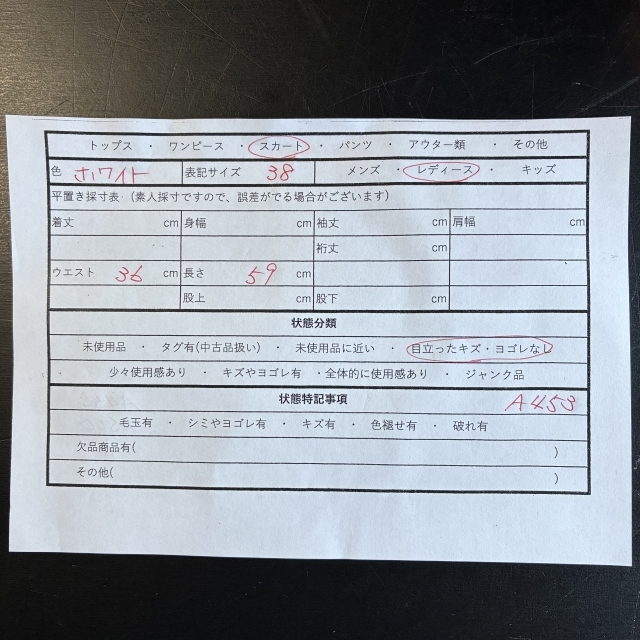 トップス ・ ワンピース ・ スカート ・ パンツ ・ アウター類 ・ その他
色 ホワイト 表記サイズ 38 メンズ ・ レディース ・ キッズ
平置き採寸表 (素人採寸ですので、誤差がでる場合がございます)
着丈 cm 身幅 cm 袖丈 cm 肩幅 cm
裄丈 cm
ウエスト 36 cm 長さ 59 cm
股上 cm 股下 cm
状態分類
未使用品 ・ タグ有(中古品扱い) ・ 未使用品に近い ・ 目立ったキズ・ヨゴレなし
少々使用感あり ・ キズやヨゴレ有 ・全体的に使用感あり ・ ジャンク品
状態特記事項 A453
毛玉有 ・ シミやヨゴレ有 ・ キズ有 ・ 色褪せ有 ・ 破れ有
欠品商品有( )
その他( )